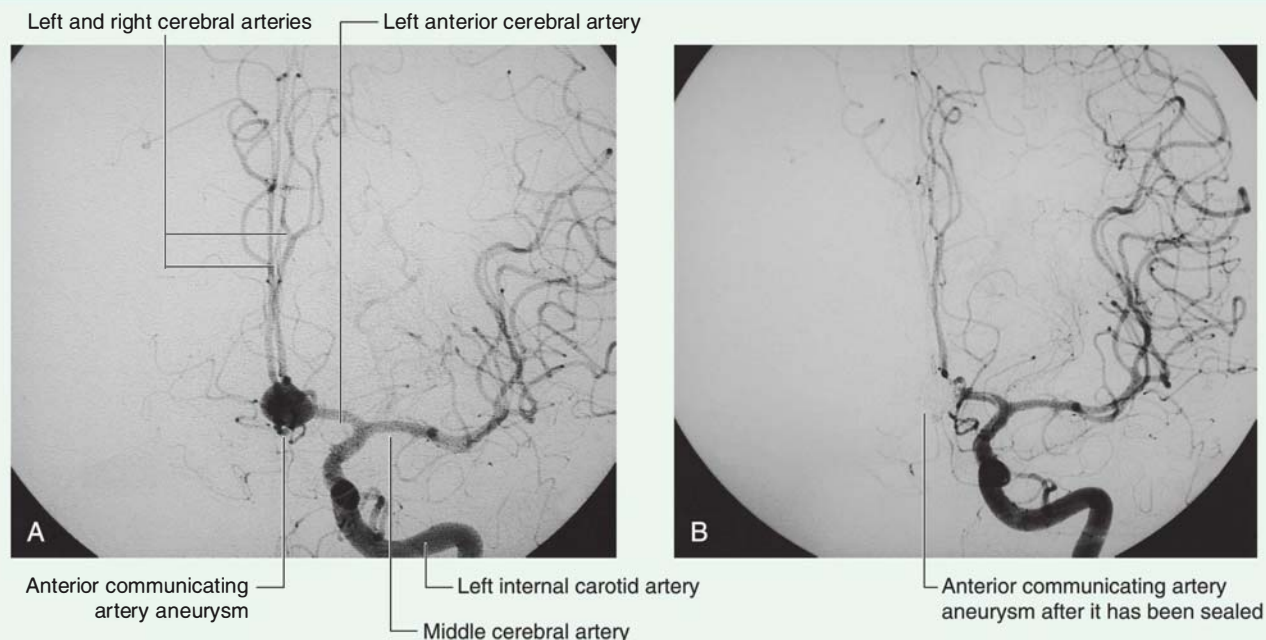 Left and right cerebral arteries
Left anterior cerebral artery
A
B
Anterior communicating
artery aneurysm
Left internal carotid artery
Middle cerebral artery
Anterior communicating artery
aneurysm after it has been sealed